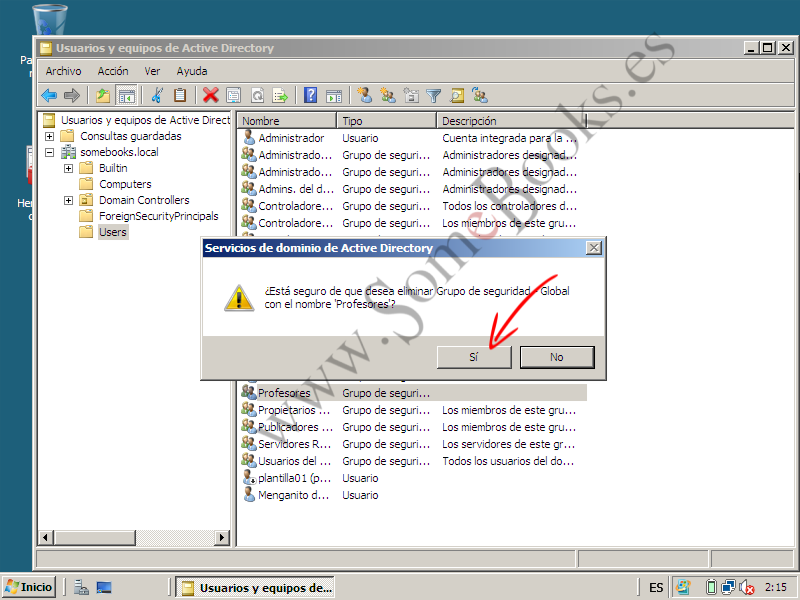 Pa
Usuarios y equipos de Active Directory
Archivo Acción Ver Ayuda
Usuarios y equipos de Active Direct
Consultas guardadas
somebooks.local
Builtin
Computers
Domain Controllers
ForeignSecurityPrincipals
Users
Nombre Tipo Descripción
Administrador Usuario Cuenta integrada para la ...
Administrado... Grupo de seguri... Administradores designad...
Administrado... Grupo de seguri... Administradores designad...
Admins. del d... Grupo de seguri... Administradores designad...
Controladore... Grupo de seguri... Todos los controladores d...
Controladore... Grupo de seguri... Los miembros de este gru...
Servicios de dominio de Active Directory
¿Está seguro de que desea eliminar Grupo de seguridad - Global
con el nombre 'Profesores'?
Sí No
Profesores Grupo de seguri...
Propietarios ... Grupo de seguri... Los miembros de este gru...
Publicadores ... Grupo de seguri... Los miembros de este gru...
Servidores R... Grupo de seguri... Los servidores de este gr...
Usuarios del ... Grupo de seguri... Todos los usuarios del do...
plantilla01 (p... Usuario
Menganito d... Usuario
Her
Inicio
Usuarios y equipos de...
ES
2:15
www.SomeBooks.es